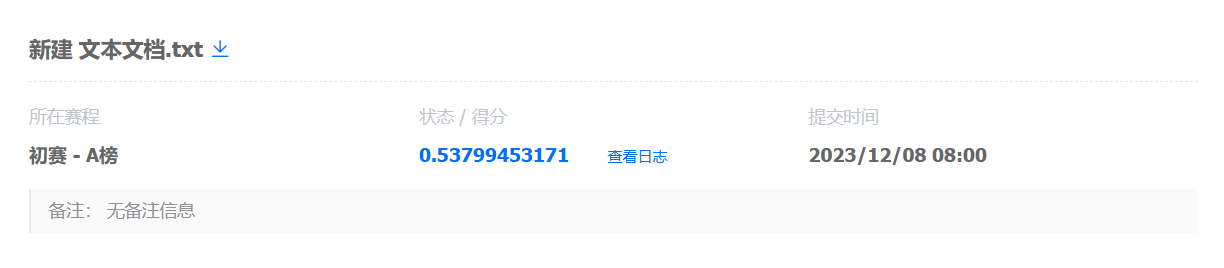 新建 文本文档.txt
所在赛程 状态 / 得分 提交时间
初赛 - A榜 0.53799453171 查看日志 2023/12/08 08:00
备注： 无备注信息